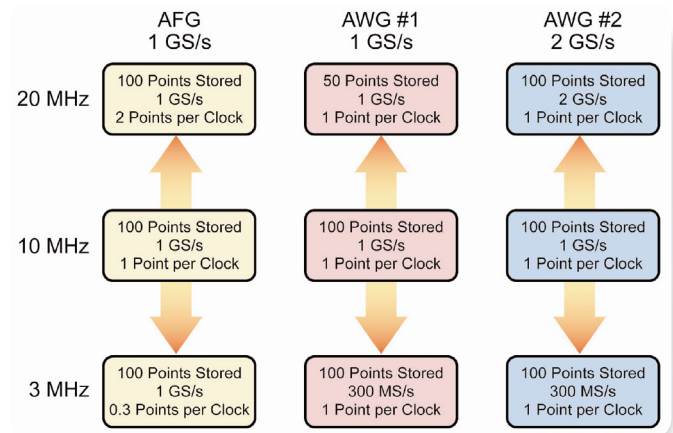 AFG
1 GS/s
AWG #1
1 GS/s
AWG #2
2 GS/s
20 MHz
100 Points Stored
1 GS/s
2 Points per Clock
50 Points Stored
1 GS/s
1 Point per Clock
100 Points Stored
2 GS/s
1 Point per Clock
10 MHz
100 Points Stored
1 GS/s
1 Point per Clock
100 Points Stored
1 GS/s
1 Point per Clock
100 Points Stored
1 GS/s
1 Point per Clock
3 MHz
100 Points Stored
1 GS/s
0.3 Points per Clock
100 Points Stored
300 MS/s
1 Point per Clock
100 Points Stored
300 MS/s
1 Point per Clock